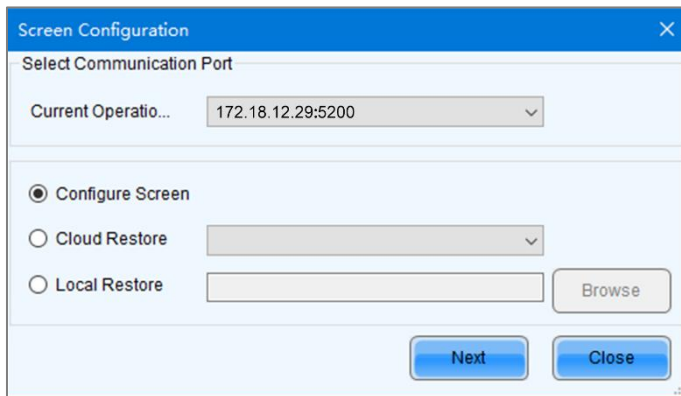 Screen Configuration
Select Communication Port
Current Operatio... 172.18.12.29:5200
Configure Screen
Cloud Restore
Local Restore Browse
Next Close